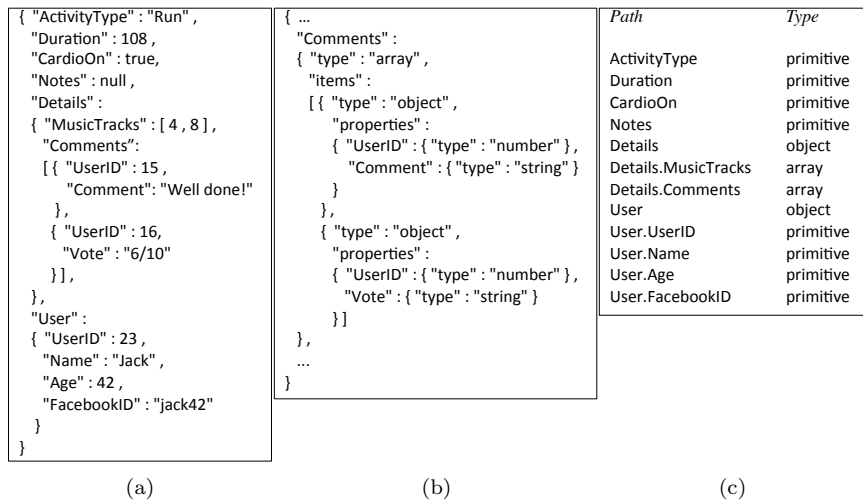 { "ActivityType" : "Run" ,
"Duration" : 108 ,
"CardioOn" : true,
"Notes" : null ,
"Details" :
{ "MusicTracks" : [ 4 , 8 ] ,
"Comments”:
[ { "UserID" : 15 ,
"Comment": "Well done!"
} ,
{ "UserID" : 16,
"Vote" : "6/10"
} ] ,
} ,
"User" :
{ "UserID" : 23 ,
"Name" : "Jack" ,
"Age" : 42 ,
"FacebookID" : "jack42"
}
}
(a)
{ ...
"Comments" :
{ "type" : "array" ,
"items" :
[ { "type" : "object" ,
"properties" :
{ "UserID" : { "type" : "number" } ,
"Comment" : { "type" : "string" }
}
} ,
{ "type" : "object" ,
"properties" :
{ "UserID" : { "type" : "number" } ,
"Vote" : { "type" : "string" }
} ]
} ,
...
}
(b)
Path Type
ActivityType primitive
Duration primitive
CardioOn primitive
Notes primitive
Details object
Details.MusicTracks array
Details.Comments array
User object
User.UserID primitive
User.Name primitive
User.Age primitive
User.FacebookID primitive
(c)